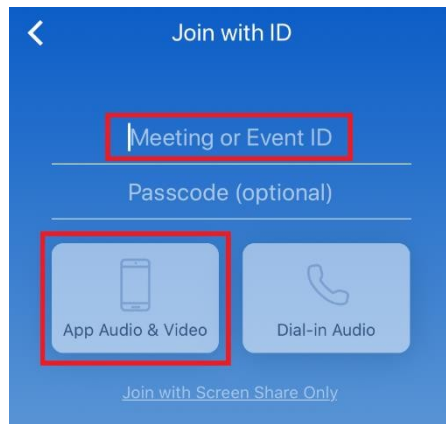 Join with ID
Meeting or Event ID
Passcode (optional)
App Audio & Video
Dial-in Audio
Join with Screen Share Only